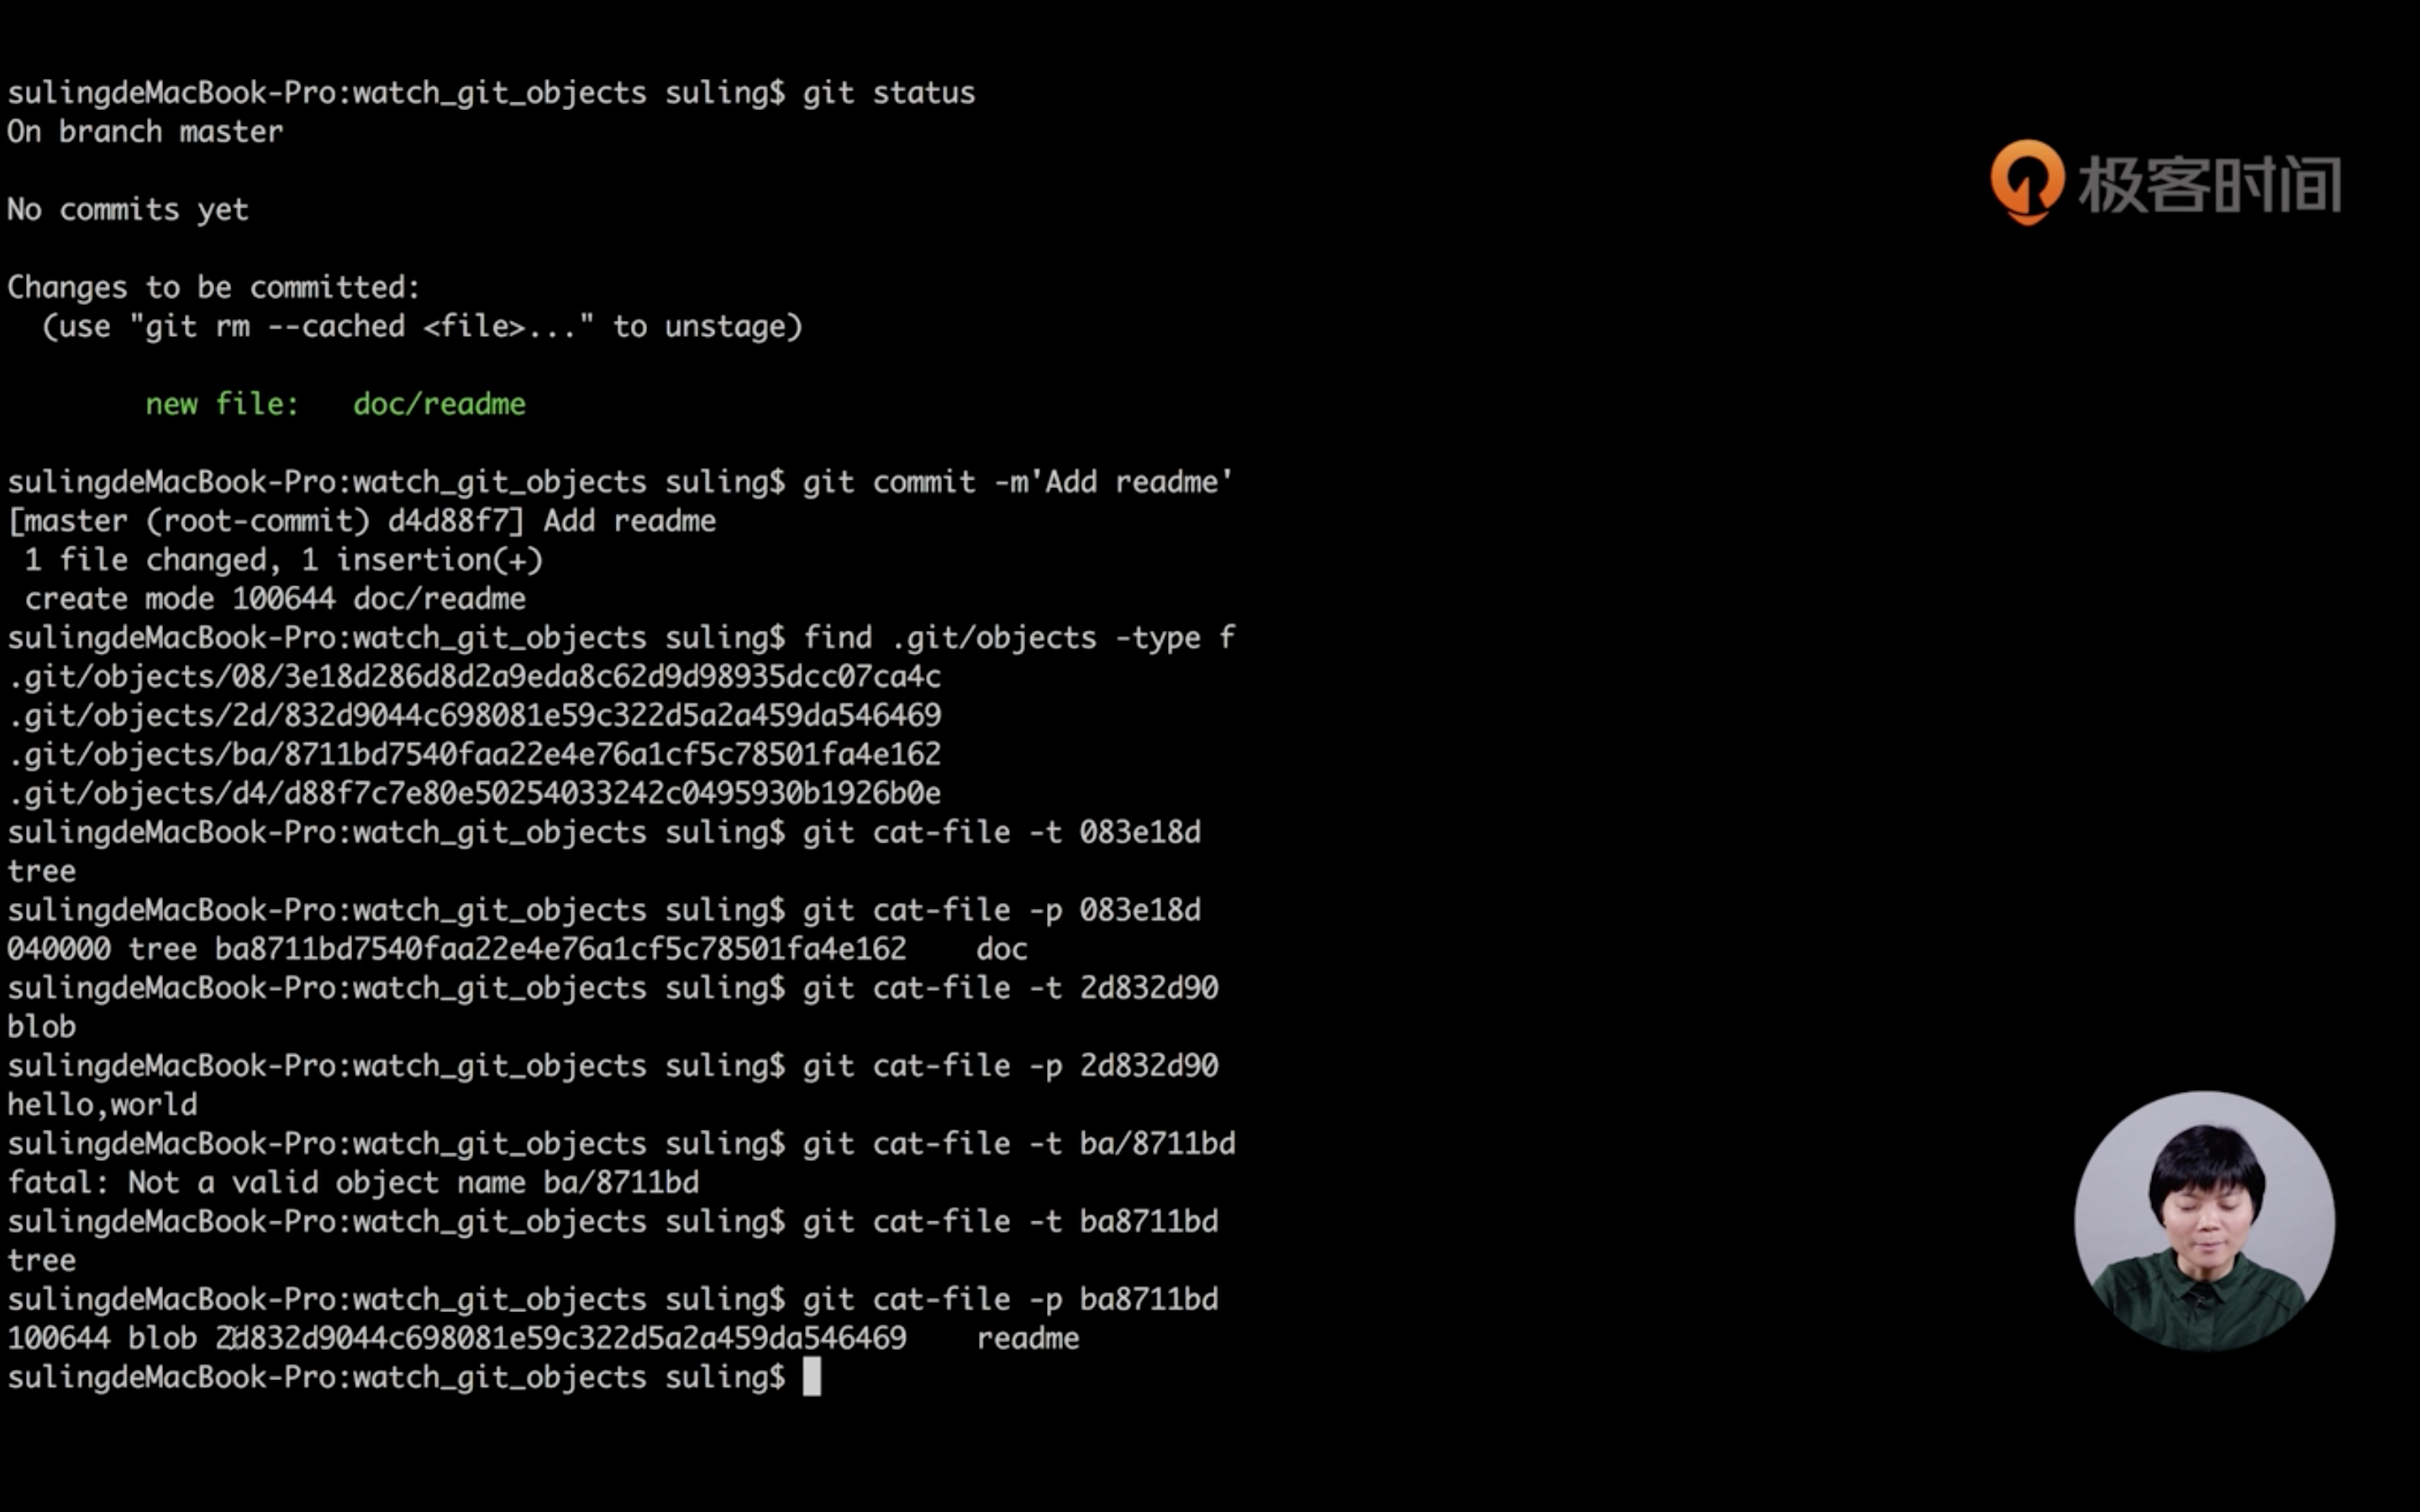 sulingdeMacBook-Pro:watch_git_objects suling$ git status
On branch master
No commits yet
Changes to be committed:
  (use "git rm --cached <file>..." to unstage)
        new file:   doc/readme
sulingdeMacBook-Pro:watch_git_objects suling$ git commit -m'Add readme'
[master (root-commit) d4d88f7] Add readme
 1 file changed, 1 insertion(+)
 create mode 100644 doc/readme
sulingdeMacBook-Pro:watch_git_objects suling$ find .git/objects -type f
.git/objects/08/3e18d286d8d2a9eda8c62d9d98935dcc07ca4c
.git/objects/2d/832d9044c698081e59c322d5a2a459da546469
.git/objects/ba/8711bd7540faa22e4e76a1cf5c78501fa4e162
.git/objects/d4/d88f7c7e80e50254033242c0495930b1926b0e
sulingdeMacBook-Pro:watch_git_objects suling$ git cat-file -t 083e18d
tree
sulingdeMacBook-Pro:watch_git_objects suling$ git cat-file -p 083e18d
040000 tree ba8711bd7540faa22e4e76a1cf5c78501fa4e162    doc
sulingdeMacBook-Pro:watch_git_objects suling$ git cat-file -t 2d832d90
blob
sulingdeMacBook-Pro:watch_git_objects suling$ git cat-file -p 2d832d90
hello,world
sulingdeMacBook-Pro:watch_git_objects suling$ git cat-file -t ba/8711bd
fatal: Not a valid object name ba/8711bd
sulingdeMacBook-Pro:watch_git_objects suling$ git cat-file -t ba8711bd
tree
sulingdeMacBook-Pro:watch_git_objects suling$ git cat-file -p ba8711bd
100644 blob 2d832d9044c698081e59c322d5a2a459da546469    readme
sulingdeMacBook-Pro:watch_git_objects suling$
极客时间